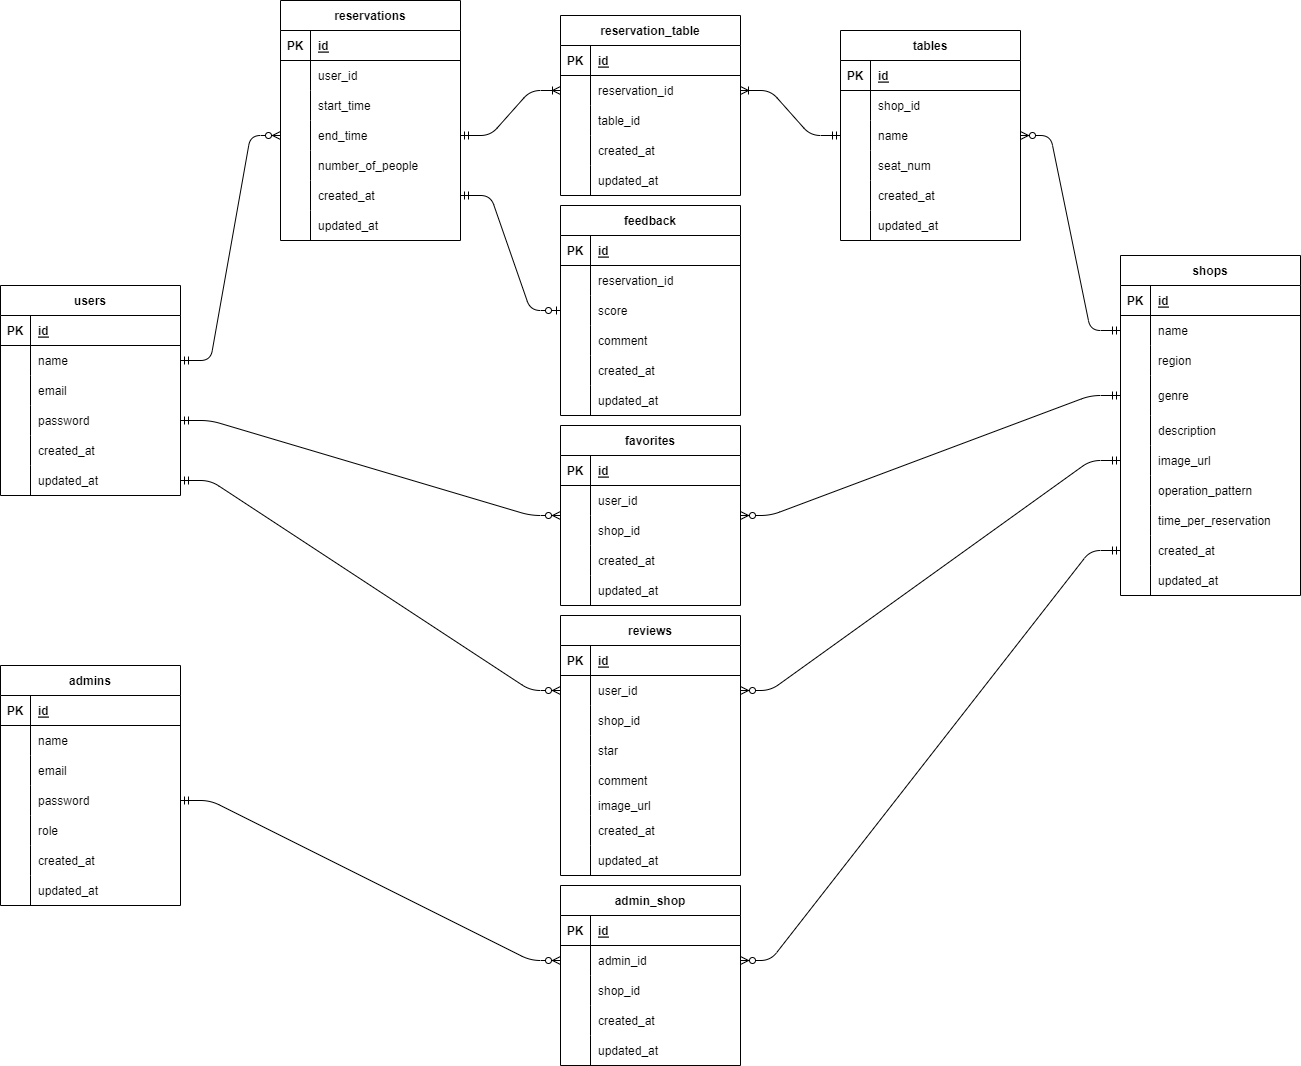 reservations
PK id
user_id
start_time
end_time
number_of_people
created_at
updated_at
reservation_table
PK id
reservation_id
table_id
created_at
updated_at
tables
PK id
shop_id
name
seat_num
created_at
updated_at
feedback
PK id
reservation_id
score
comment
created_at
updated_at
shops
PK id
name
region
genre
description
image_url
operation_pattern
time_per_reservation
created_at
updated_at
users
PK id
name
email
password
created_at
updated_at
favorites
PK id
user_id
shop_id
created_at
updated_at
reviews
PK id
user_id
shop_id
star
comment
image_url
created_at
updated_at
admins
PK id
name
email
password
role
created_at
updated_at
admin_shop
PK id
admin_id
shop_id
created_at
updated_at